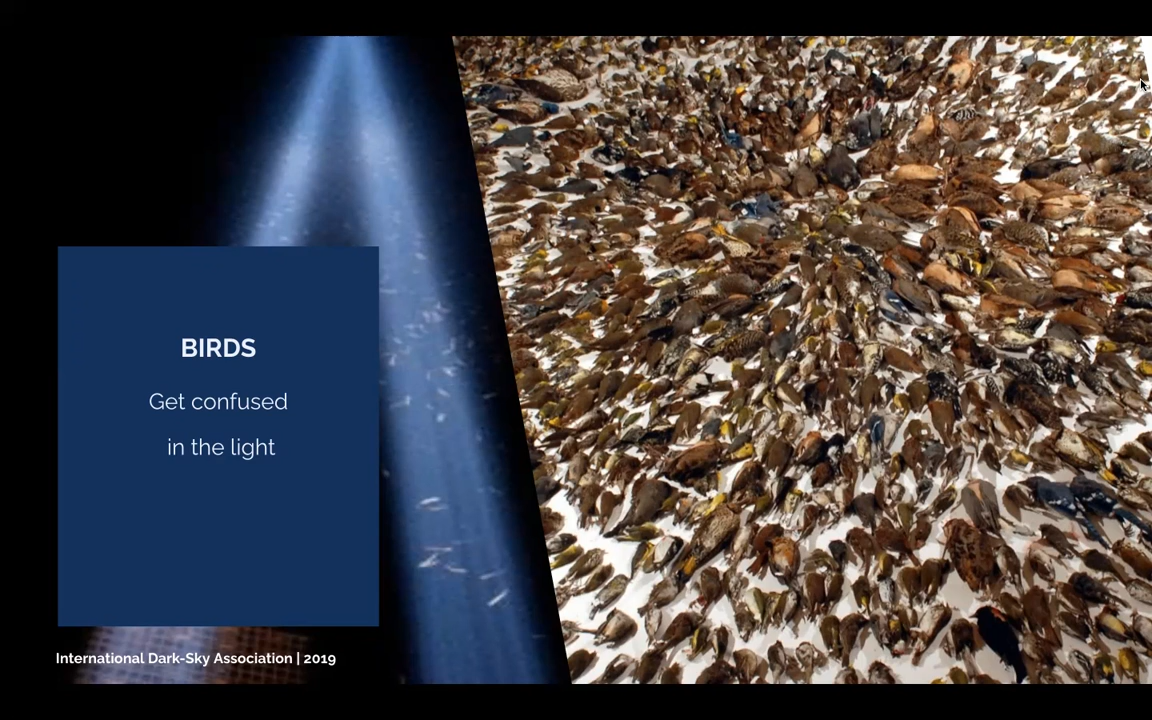 BIRDS
Get confused
in the light
International Dark-Sky Association | 2019